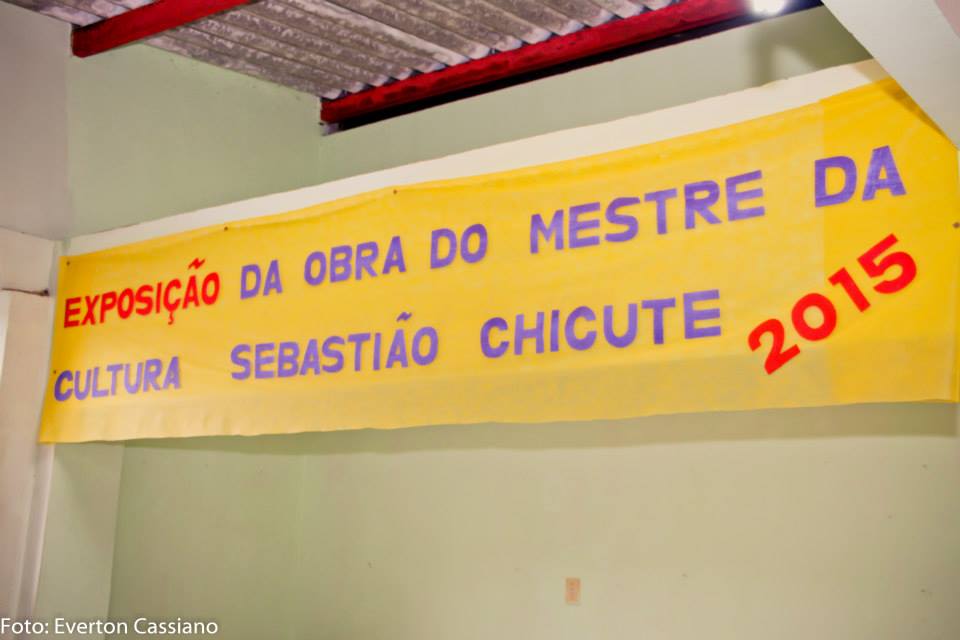 EXPOSIÇÃO DA OBRA DO MESTRE DA
CULTURA SEBASTIÃO CHICUTE 2015
Foto: Everton Cassiano